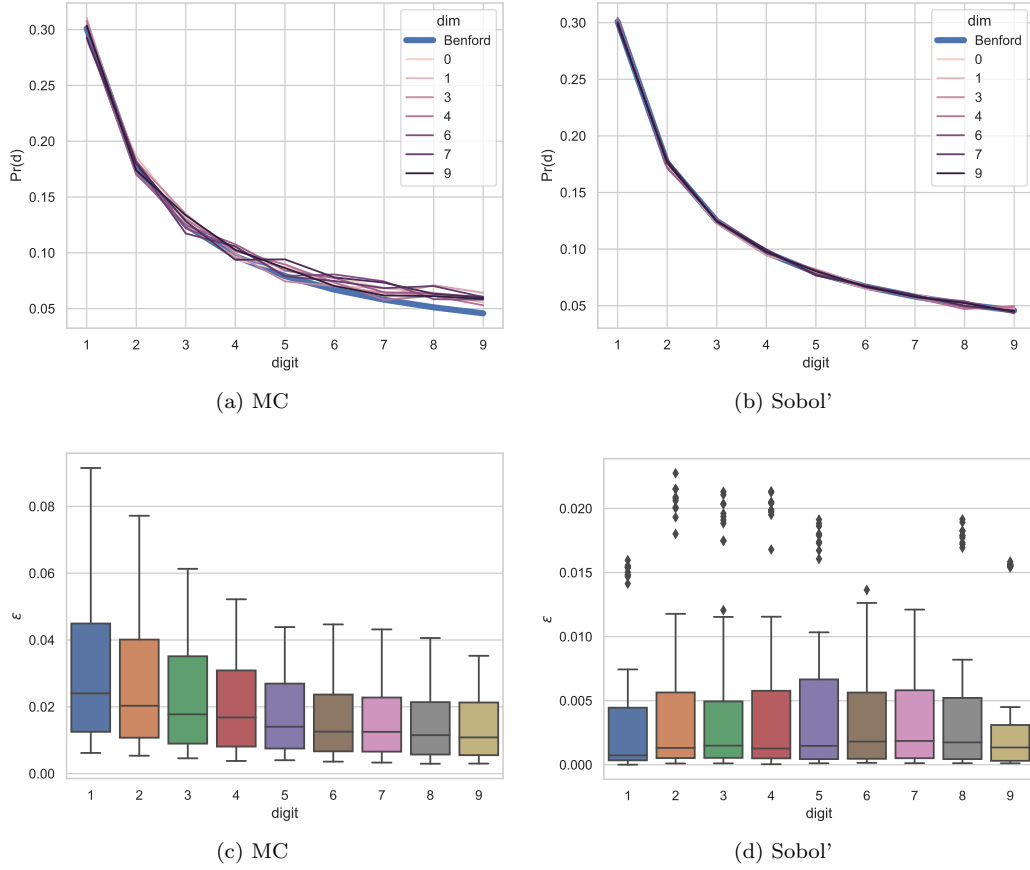 dim
Benford
0
1
3
4
6
7
9
0.30
0.25
0.20
0.15
0.10
0.05
Pr(d)
1 2 3 4 5 6 7 8 9
digit
(a) MC
dim
Benford
0
1
3
4
6
7
9
0.30
0.25
0.20
0.15
0.10
0.05
Pr(d)
1 2 3 4 5 6 7 8 9
digit
(b) Sobol’
0.08
0.06
0.04
0.02
0.00
ε
1 2 3 4 5 6 7 8 9
digit
(c) MC
0.020
0.015
0.010
0.005
0.000
ε
1 2 3 4 5 6 7 8 9
digit
(d) Sobol’